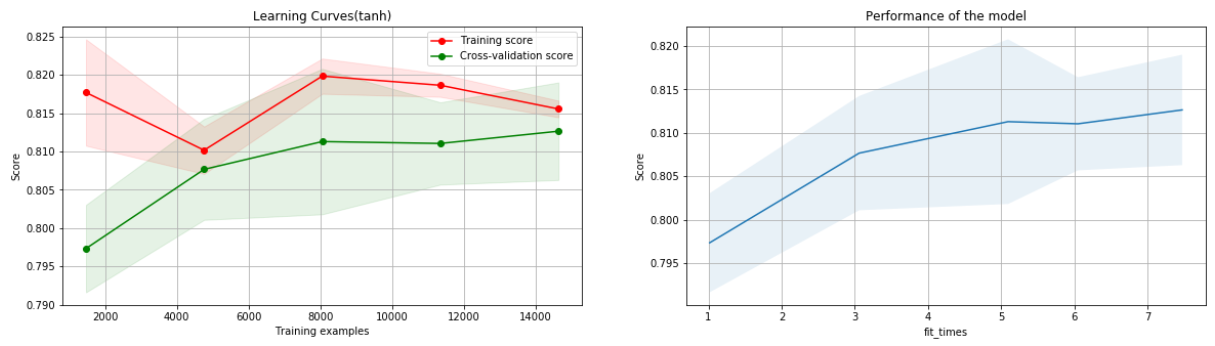 Learning Curves(tanh)
Training score
Cross-validation score
0.825
0.820
0.815
0.810
0.805
0.800
0.795
0.790
Score
2000 4000 6000 8000 10000 12000 14000
Training examples
Performance of the model
0.820
0.815
0.810
0.805
0.800
0.795
Score
1 2 3 4 5 6 7
fit_times